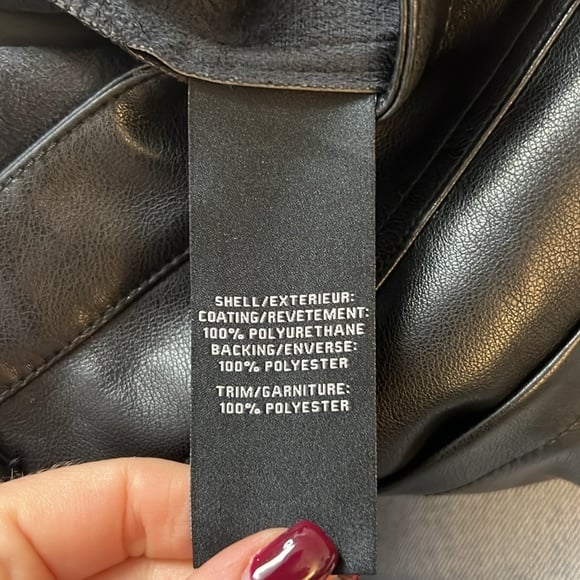 SHELL/EXTERIEUR:
COATING/REVETEMENT:
100% POLYURETHANE
BACKING/ENVERSE:
100% POLYESTER
TRIM/GARNITURE:
100% POLYESTER